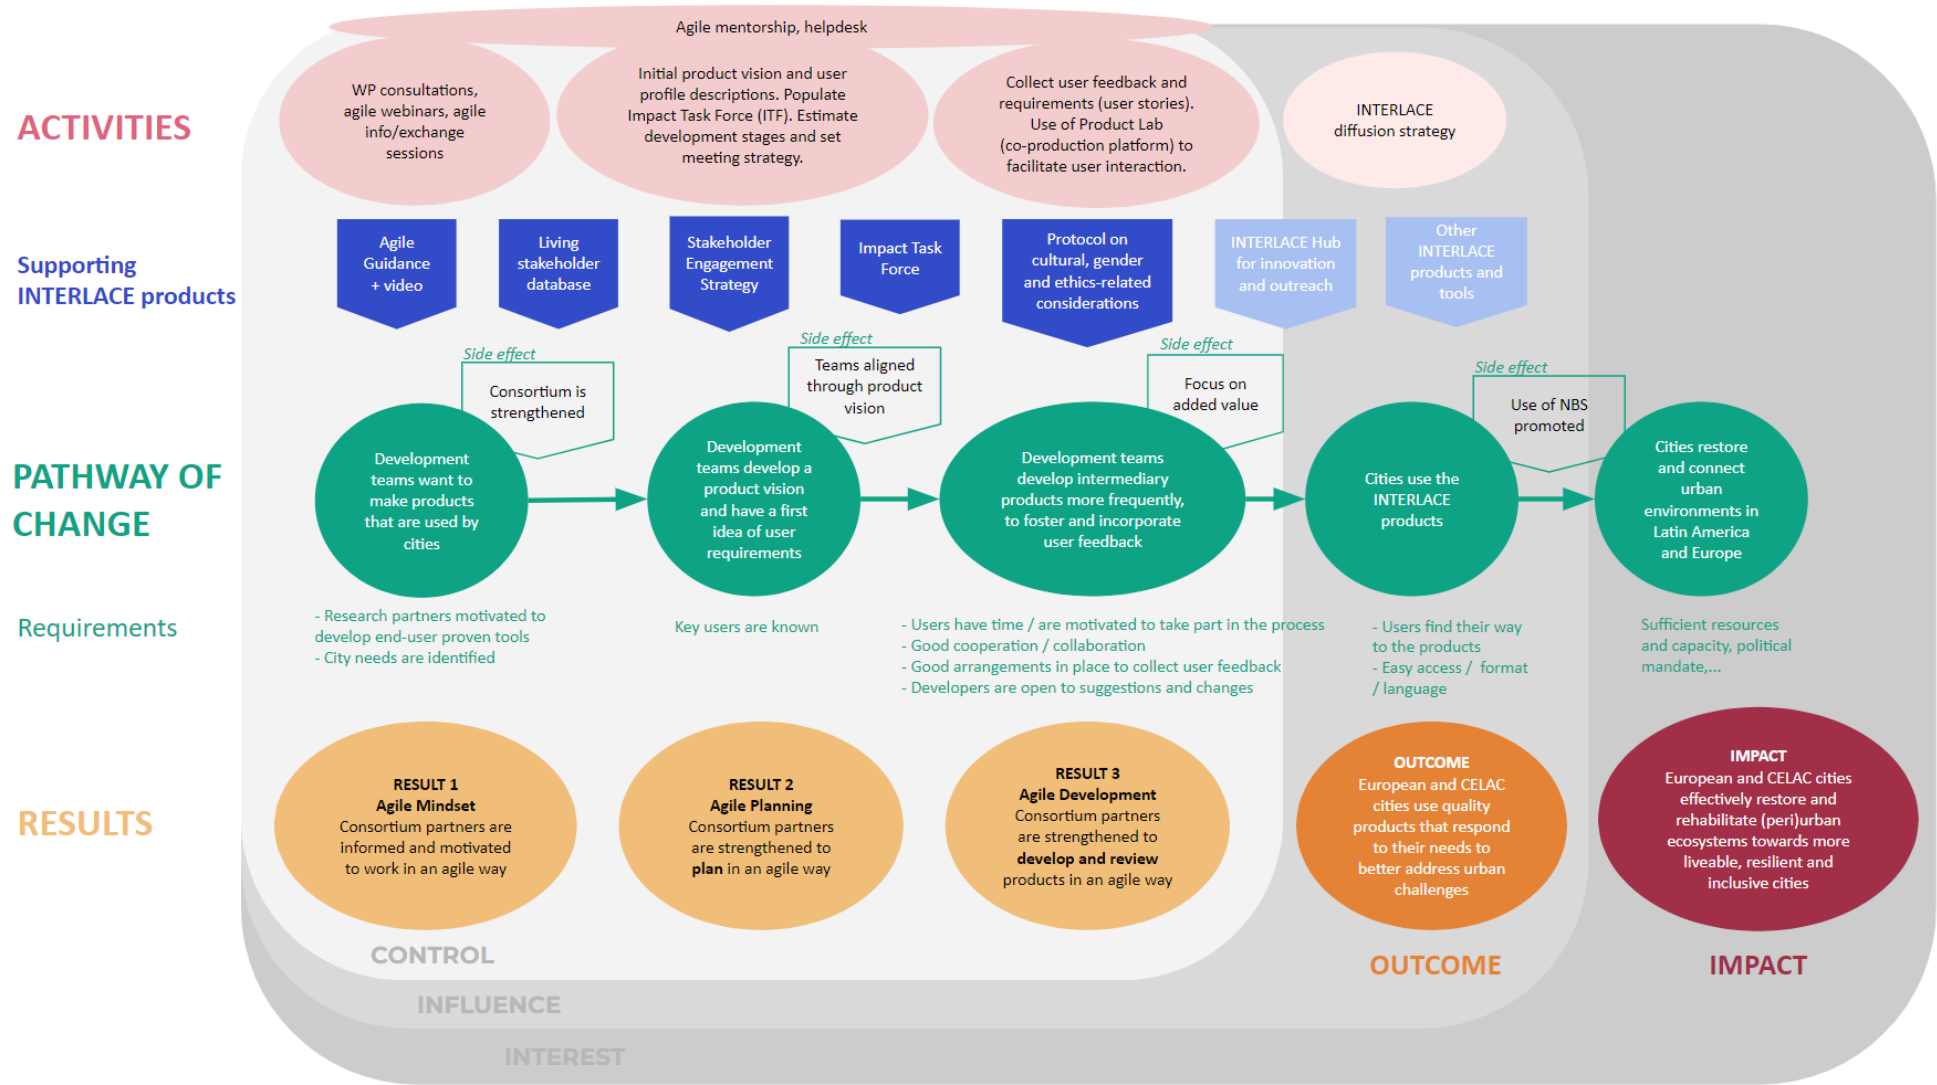 Agile mentorship, helpdesk
ACTIVITIES
WP consultations,
agile webinars, agile
info/exchange
sessions
Initial product vision and user
profile descriptions. Populate
Impact Task Force (ITF). Estimate
development stages and set
meeting strategy.
Collect user feedback and
requirements (user stories).
Use of Product Lab
(co-production platform) to
facilitate user interaction.
INTERLACE
diffusion strategy
Supporting
INTERLACE products
Agile
Guidance
+ video
Living
stakeholder
database
Stakeholder
Engagement
Strategy
Impact Task
Force
Protocol on
cultural, gender
and ethics-related
considerations
INTERLACE Hub
for innovation
and outreach
Other
INTERLACE
products and
tools
Side effect
Consortium is
strengthened
Side effect
Teams aligned
through product
vision
Side effect
Focus on
added value
Side effect
Use of NBS
promoted
PATHWAY OF
CHANGE
Development
teams want to
make products
that are used by
cities
Development
teams develop a
product vision
and have a first
idea of user
requirements
Development teams
develop intermediary
products more frequently,
to foster and incorporate
user feedback
Cities use the
INTERLACE
products
Cities restore
and connect
urban
environments in
Latin America
and Europe
Requirements
- Research partners motivated to
develop end-user proven tools
- City needs are identified
Key users are known
- Users have time / are motivated to take part in the process
- Good cooperation / collaboration
- Good arrangements in place to collect user feedback
- Developers are open to suggestions and changes
- Users find their way
to the products
- Easy access / format
/ language
Sufficient resources
and capacity, political
mandate,...
RESULTS
RESULT 1
Agile Mindset
Consortium partners are
informed and motivated
to work in an agile way
RESULT 2
Agile Planning
Consortium partners
are strengthened to
plan in an agile way
RESULT 3
Agile Development
Consortium partners
are strengthened to
develop and review
products in an agile way
OUTCOME
European and CELAC
cities use quality
products that respond
to their needs to
better address urban
challenges
IMPACT
European and CELAC cities
effectively restore and
rehabilitate (peri)urban
ecosystems towards more
liveable, resilient and
inclusive cities
CONTROL
INFLUENCE
INTEREST
OUTCOME
IMPACT